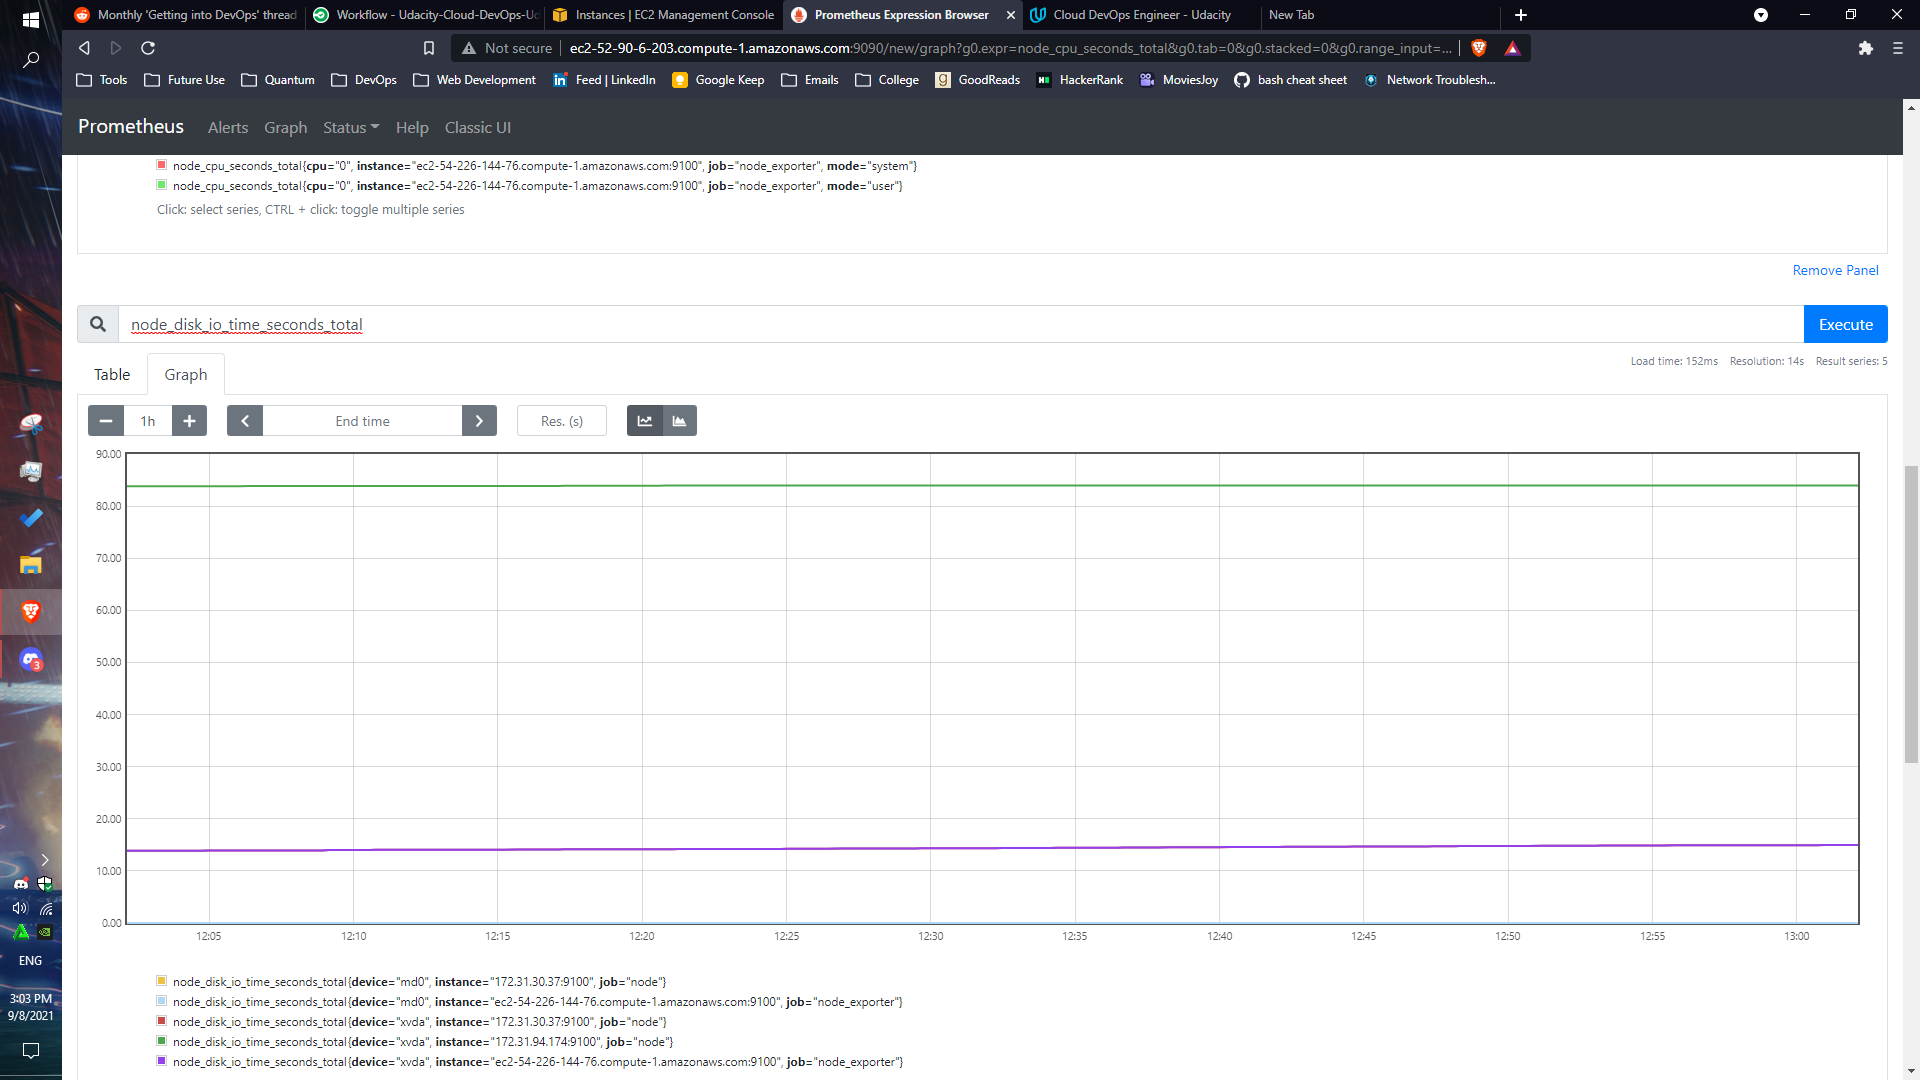 Monthly 'Getting into DevOps' thread
Workflow - Udacity-Cloud-DevOps-Ud
Instances | EC2 Management Console
Prometheus Expression Browser
Cloud DevOps Engineer - Udacity
New Tab
Not secure
ec2-52-90-6-203.compute-1.amazonaws.com:9090/new/graph?g0.expr=node_cpu_seconds_total&g0.tab=0&g0.stacked=0&g0.range_input=...
Tools
Future Use
Quantum
DevOps
Web Development
Feed | LinkedIn
Google Keep
Emails
College
GoodReads
HackerRank
MoviesJoy
bash cheat sheet
Network Troublesh...
Prometheus
Alerts
Graph
Status
Help
Classic UI
node_cpu_seconds_total{cpu="0", instance="ec2-54-226-144-76.compute-1.amazonaws.com:9100", job="node_exporter", mode="system"}
node_cpu_seconds_total{cpu="0", instance="ec2-54-226-144-76.compute-1.amazonaws.com:9100", job="node_exporter", mode="user"}
Click: select series, CTRL + click: toggle multiple series
Remove Panel
node_disk_io_time_seconds_total
Execute
Table
Graph
Load time: 152ms
Resolution: 14s
Result series: 5
1h
End time
Res. (s)
90.00
80.00
70.00
60.00
50.00
40.00
30.00
20.00
10.00
0.00
12:05
12:10
12:15
12:20
12:25
12:30
12:35
12:40
12:45
12:50
12:55
13:00
node_disk_io_time_seconds_total{device="md0", instance="172.31.30.37:9100", job="node"}
node_disk_io_time_seconds_total{device="md0", instance="ec2-54-226-144-76.compute-1.amazonaws.com:9100", job="node_exporter"}
node_disk_io_time_seconds_total{device="xvda", instance="172.31.30.37:9100", job="node"}
node_disk_io_time_seconds_total{device="xvda", instance="172.31.94.174:9100", job="node"}
node_disk_io_time_seconds_total{device="xvda", instance="ec2-54-226-144-76.compute-1.amazonaws.com:9100", job="node_exporter"}
3
ENG
3:03 PM
9/8/2021